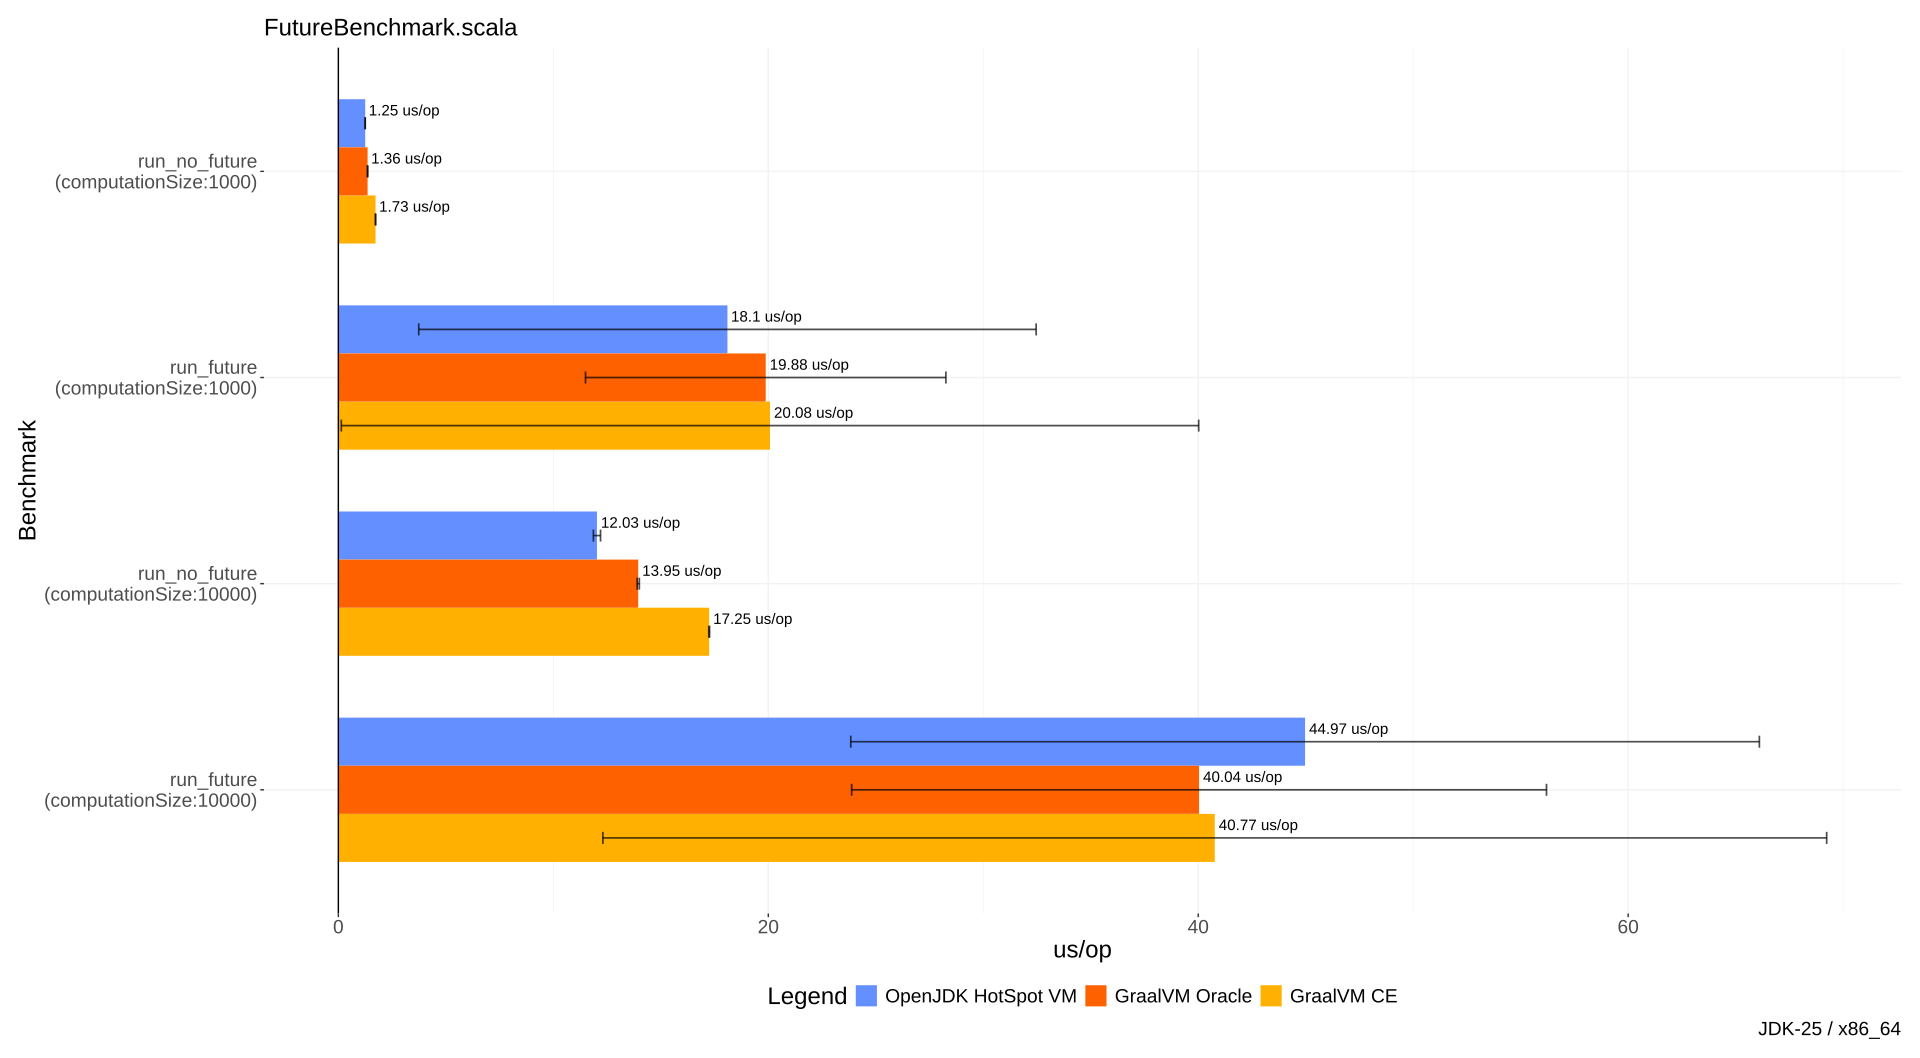 FutureBenchmark.scala
Benchmark
run_no_future
(computationSize:1000)
1.25 us/op
1.36 us/op
1.73 us/op
run_future
(computationSize:1000)
18.1 us/op
19.88 us/op
20.08 us/op
run_no_future
(computationSize:10000)
12.03 us/op
13.95 us/op
17.25 us/op
run_future
(computationSize:10000)
44.97 us/op
40.04 us/op
40.77 us/op
0 20 40 60
us/op
Legend OpenJDK HotSpot VM GraalVM Oracle GraalVM CE
JDK-25 / x86_64